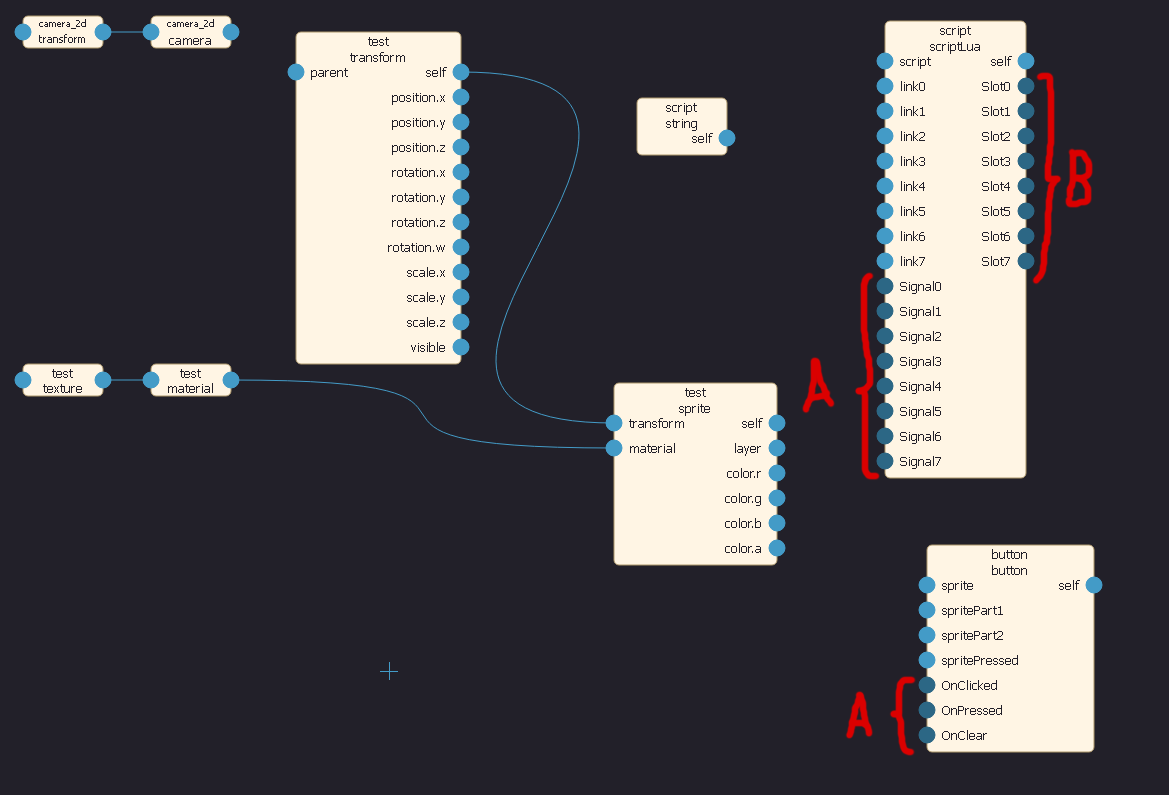 camera_2d
transform
camera_2d
camera
test
transform
parent self
position.x
position.y
position.z
rotation.x
rotation.y
rotation.z
rotation.w
scale.x
scale.y
scale.z
visible
script
string
self
script
scriptLua
script self
link0 Slot0
link1 Slot1
link2 Slot2
link3 Slot3
link4 Slot4
link5 Slot5
link6 Slot6
link7 Slot7
Signal0
Signal1
Signal2
Signal3
Signal4
Signal5
Signal6
Signal7
B
A
test
texture
test
material
test
sprite
transform self
material layer
color.r
color.g
color.b
color.a
button
button
sprite self
spritePart1
spritePart2
spritePressed
OnClicked
OnPressed
OnClear
A